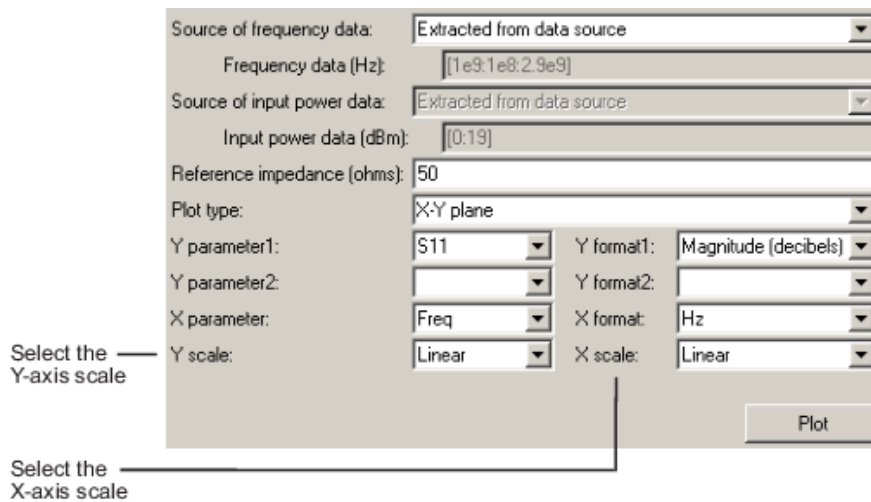 Source of frequency data: Extracted from data source
Frequency data (Hz): [1e9:1e8:2.9e9]
Source of input power data: Extracted from data source
Input power data (dBm): [0:19]
Reference impedance (ohms): 50
Plot type: X-Y plane
Y parameter1: S11 Y format1: Magnitude (decibels)
Y parameter2: Y format2:
X parameter: Freq X format: Hz
Select the
Y-axis scale
Y scale: Linear X scale: Linear
Plot
Select the
X-axis scale